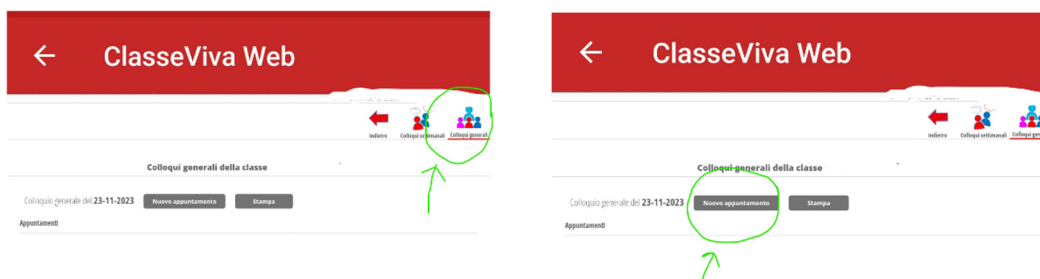 ClasseViva Web
Indietro Colloqui settimanali Colloqui generali
Colloqui generali della classe
Colloquio generale del 23-11-2023 Nuovo appuntamento Stampa
Appuntamenti
ClasseViva Web
Indietro Colloqui settimanali Colloqui gen
Colloqui generali della classe
Colloquio generale del 23-11-2023 Nuovo appuntamento Stampa
Appuntamenti